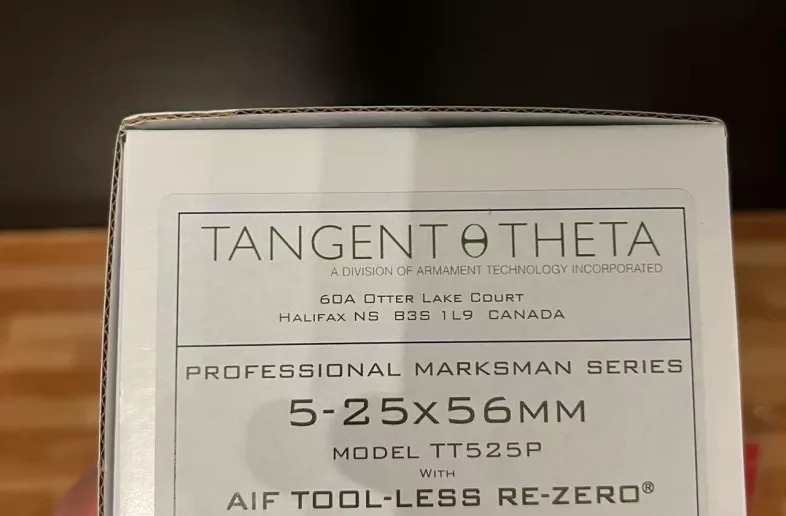 TANGENT θ THETA
A DIVISION OF ARMAMENT TECHNOLOGY INCORPORATED
60A OTTER LAKE COURT
HALIFAX NS B3S 1L9 CANADA
PROFESSIONAL MARKSMAN SERIES
5-25X56MM
MODEL TT525P
WITH
AIF TOOL-LESS RE-ZERO®